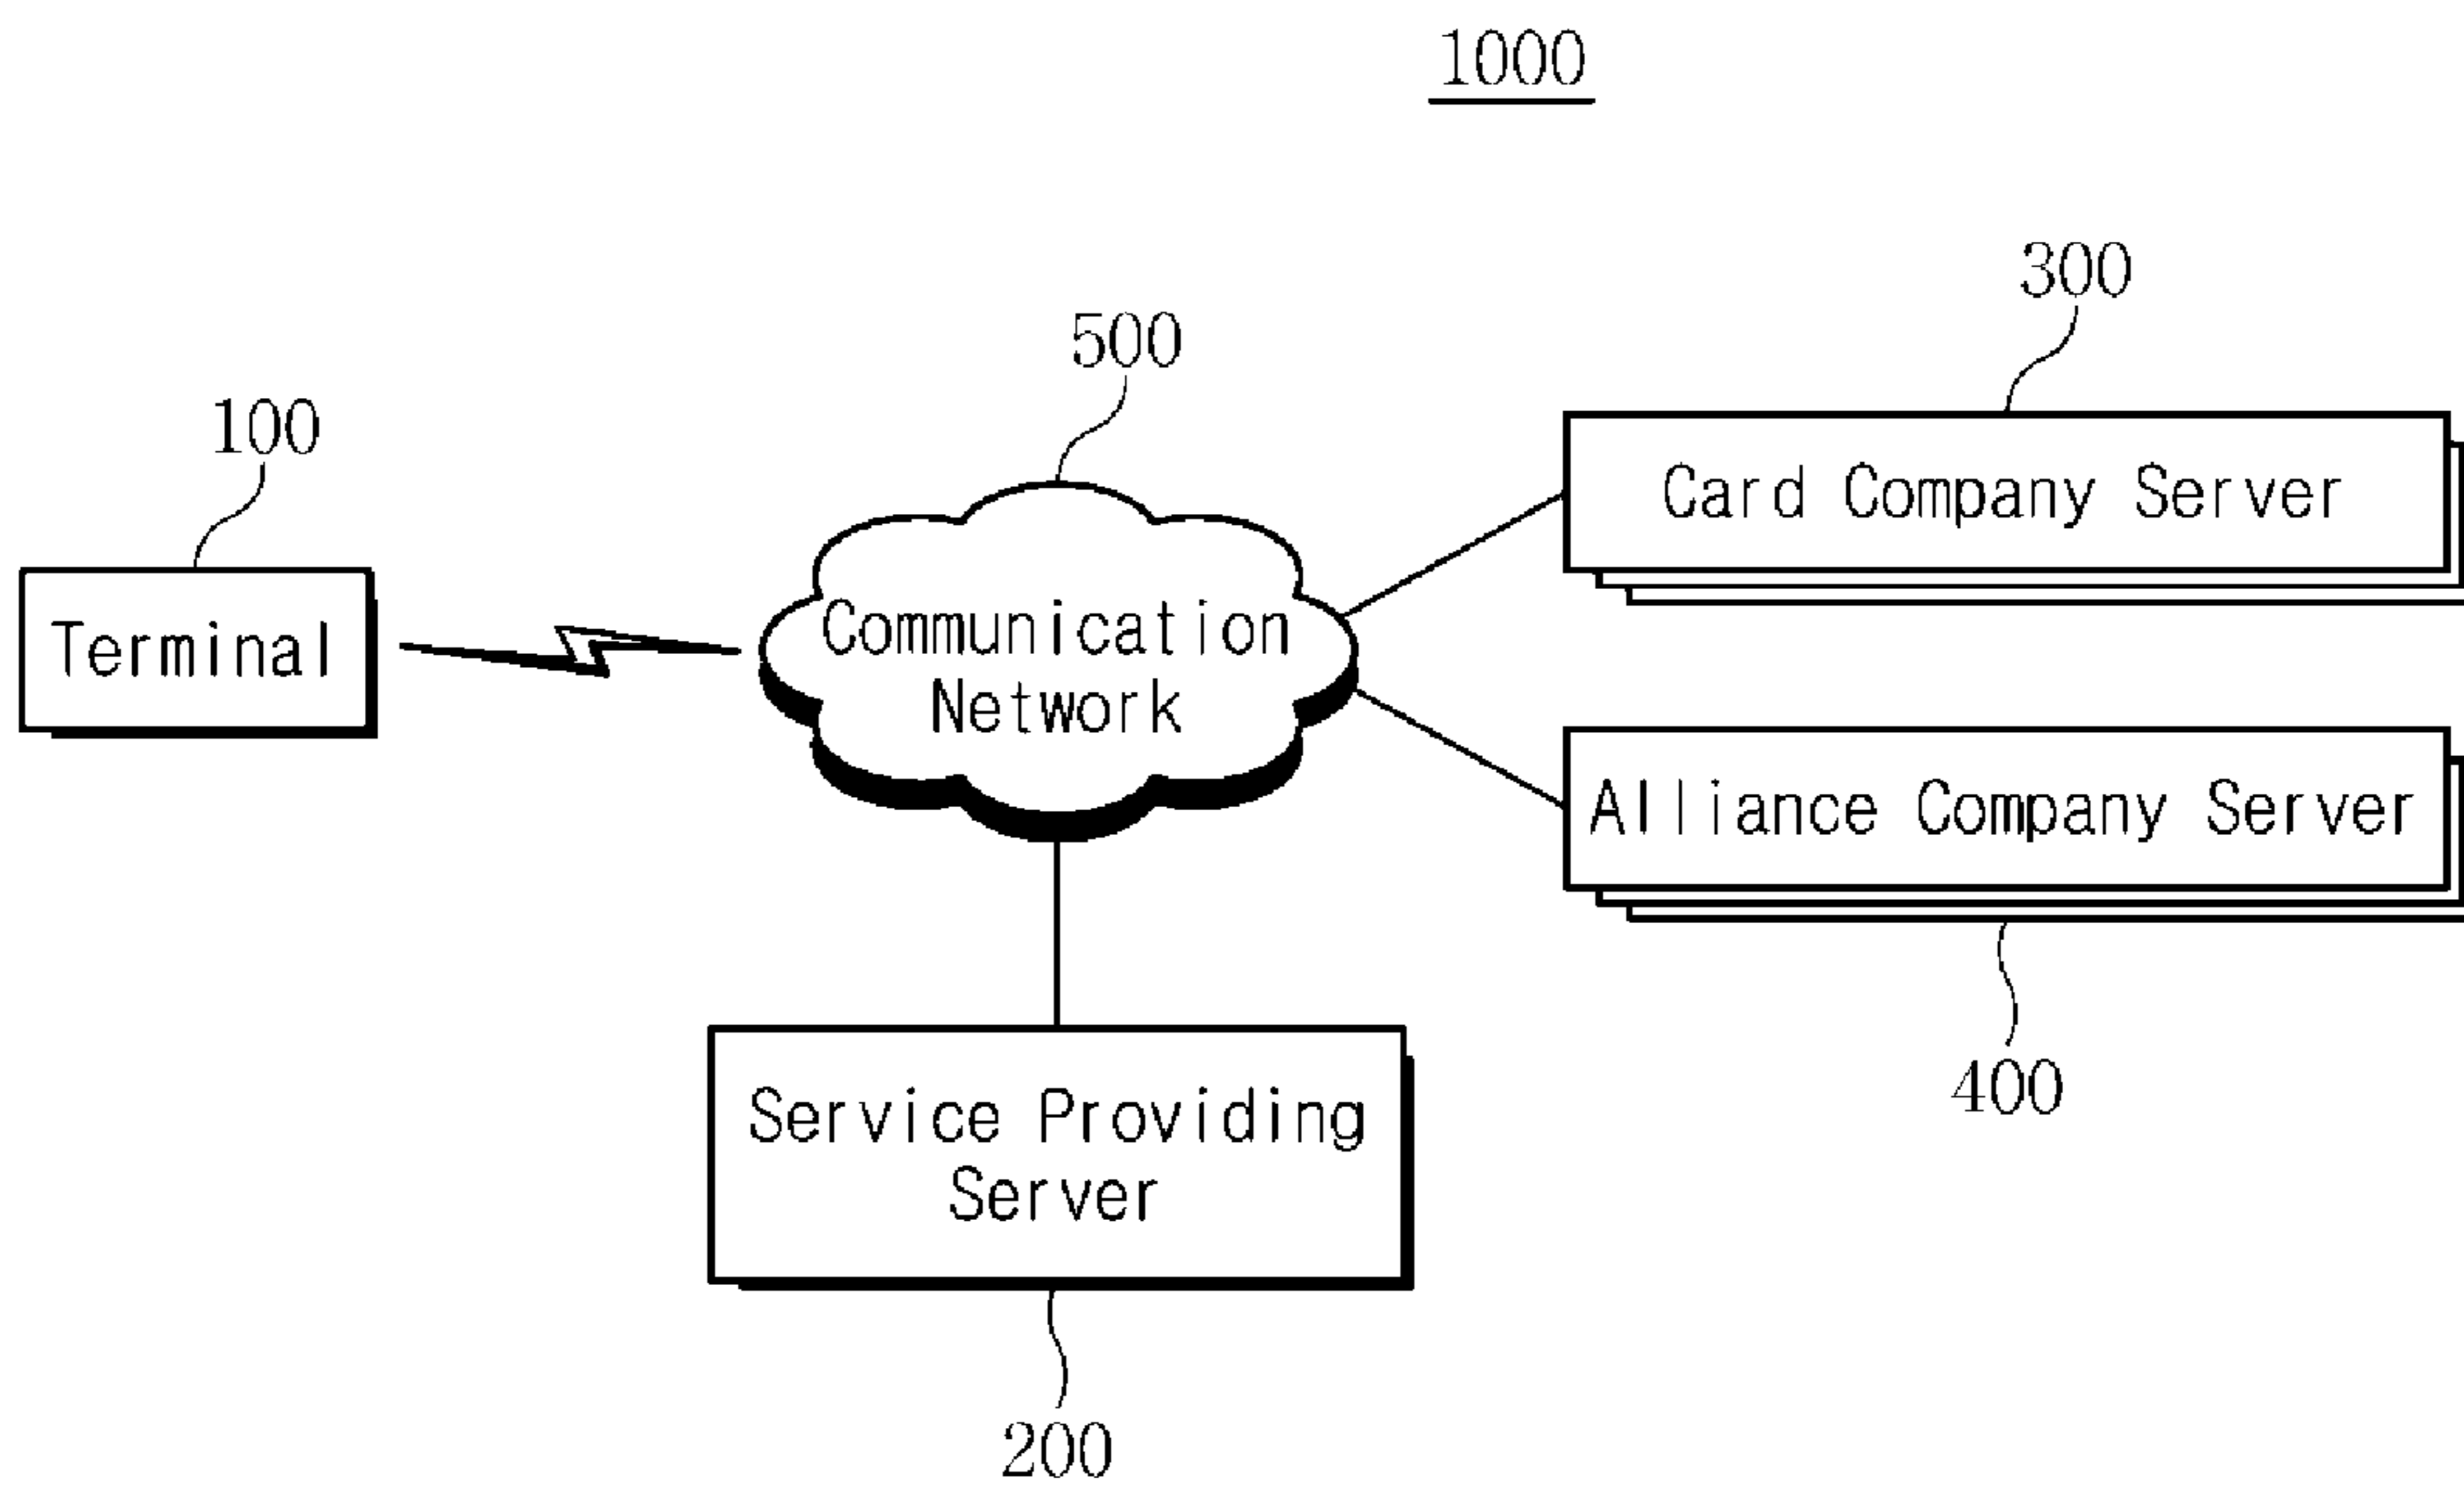 1000
300
500
100
Card Company Server
Communication
Network
Terminal
Alliance Company Server
Service Providing
Server
400
200